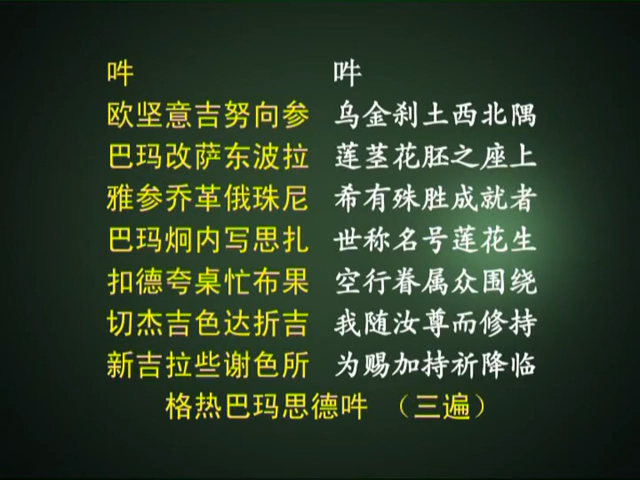 吽 吽
欧坚意吉努向参 乌金刹土西北隅
巴玛改萨东波拉 莲茎花胚之座上
雅参乔革俄珠尼 希有殊胜成就者
巴玛炯内写思扎 世称名号莲花生
扣德夸桌忙布果 空行眷属众围绕
切杰吉色达折吉 我随汝尊而修持
新吉拉些谢色所 为赐加持祈降临
格热巴玛思德吽 （三遍）